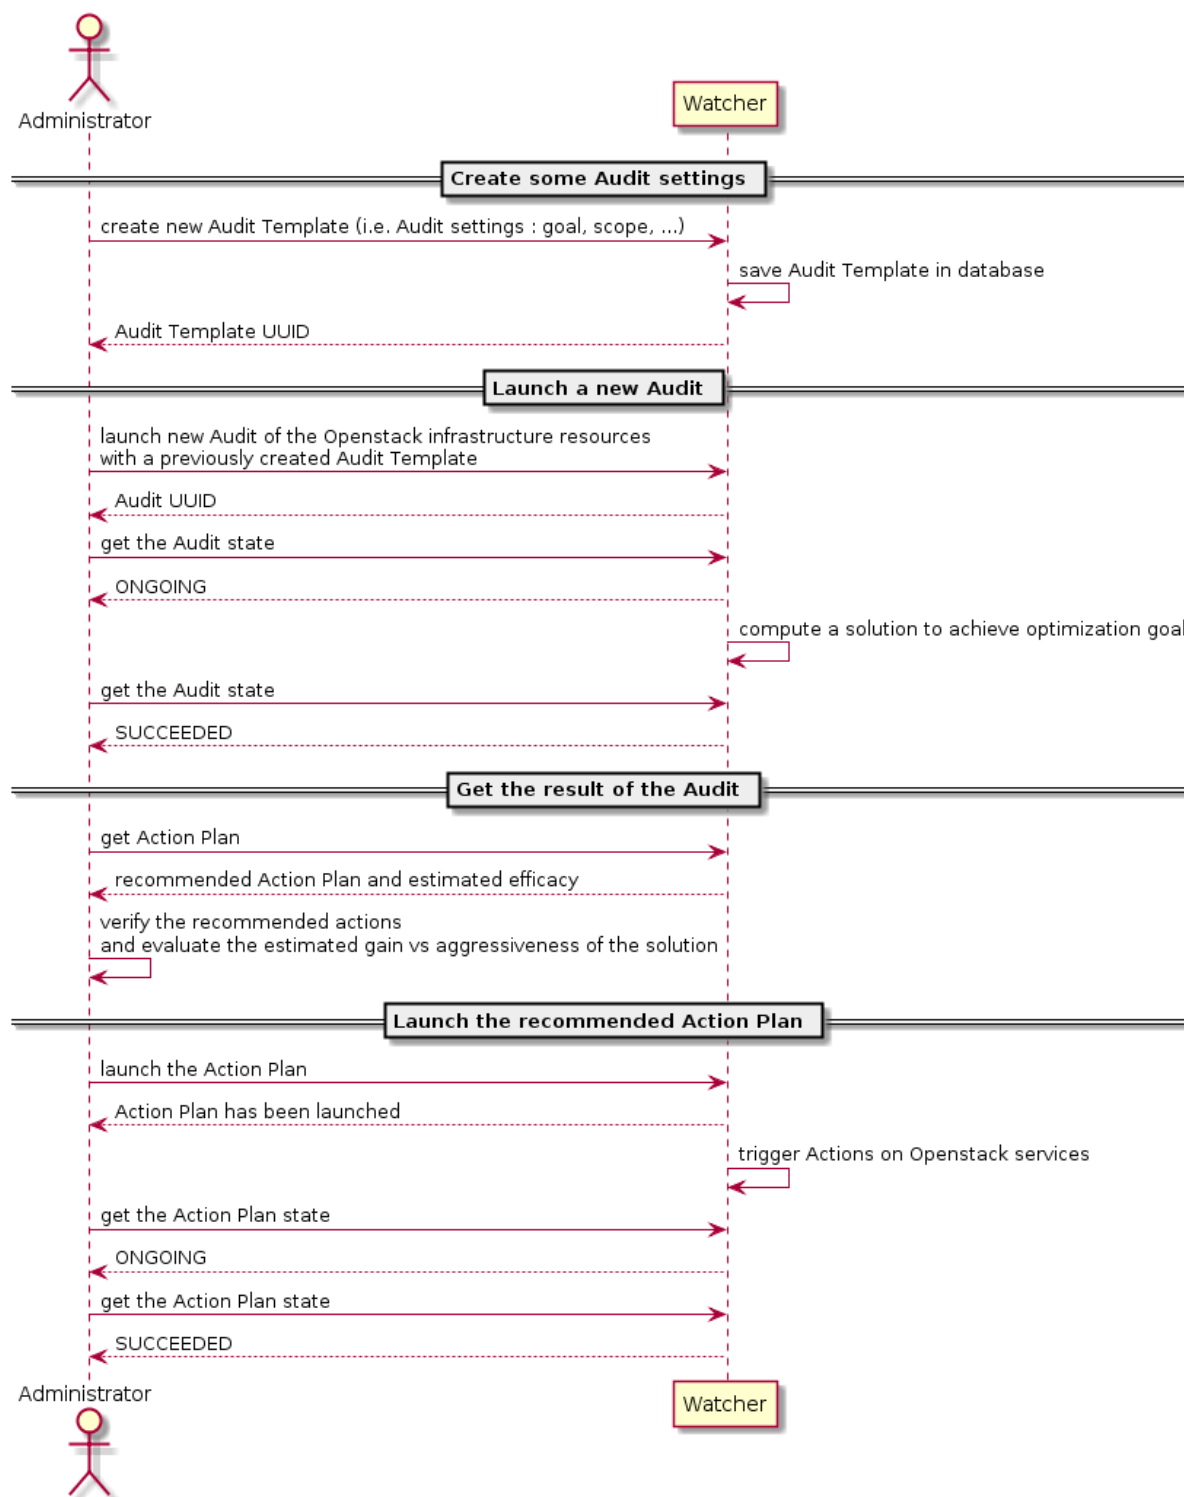 Administrator
Watcher
Create some Audit settings
create new Audit Template (i.e. Audit settings : goal, scope, ...)
save Audit Template in database
Audit Template UUID
Launch a new Audit
launch new Audit of the Openstack infrastructure resources
with a previously created Audit Template
Audit UUID
get the Audit state
ONGOING
compute a solution to achieve optimization goal
get the Audit state
SUCCEEDED
Get the result of the Audit
get Action Plan
recommended Action Plan and estimated efficacy
verify the recommended actions
and evaluate the estimated gain vs aggressiveness of the solution
Launch the recommended Action Plan
launch the Action Plan
Action Plan has been launched
trigger Actions on Openstack services
get the Action Plan state
ONGOING
get the Action Plan state
SUCCEEDED
Administrator
Watcher